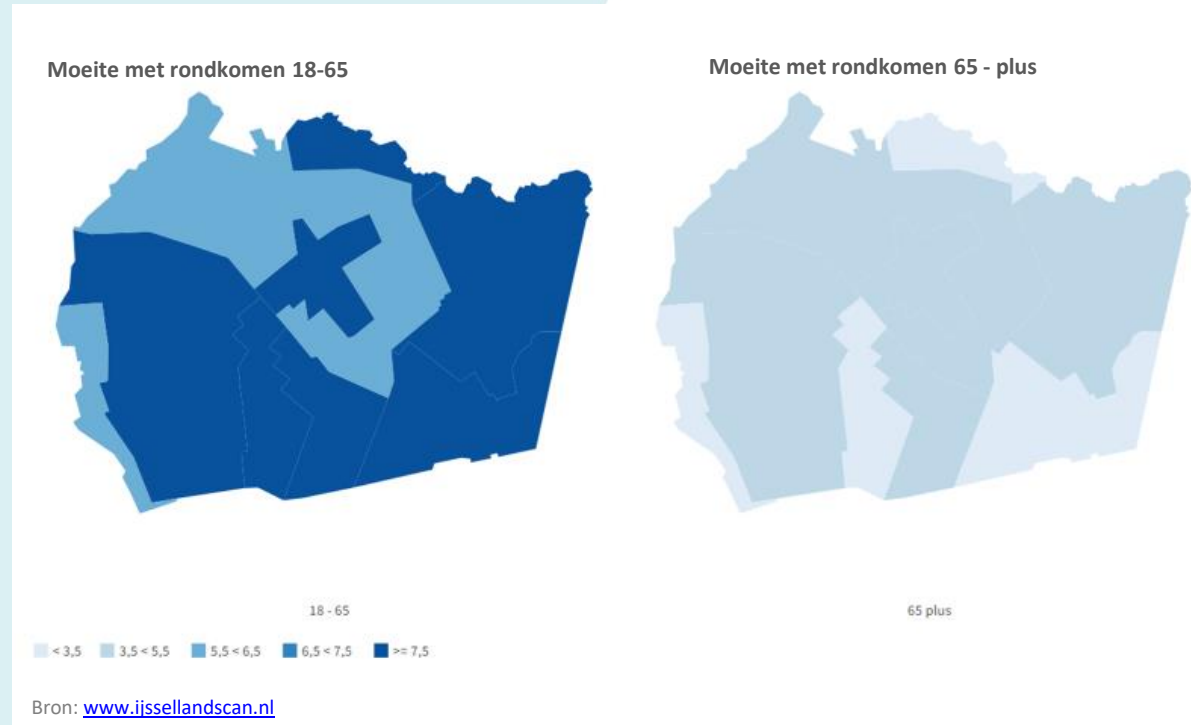 Moeite met rondkomen 18-65
Moeite met rondkomen 65 - plus
18 - 65
65 plus
< 3,5 3,5 < 5,5 5,5 < 6,5 6,5 < 7,5 >= 7,5
Bron: www.ijssellandscan.nl